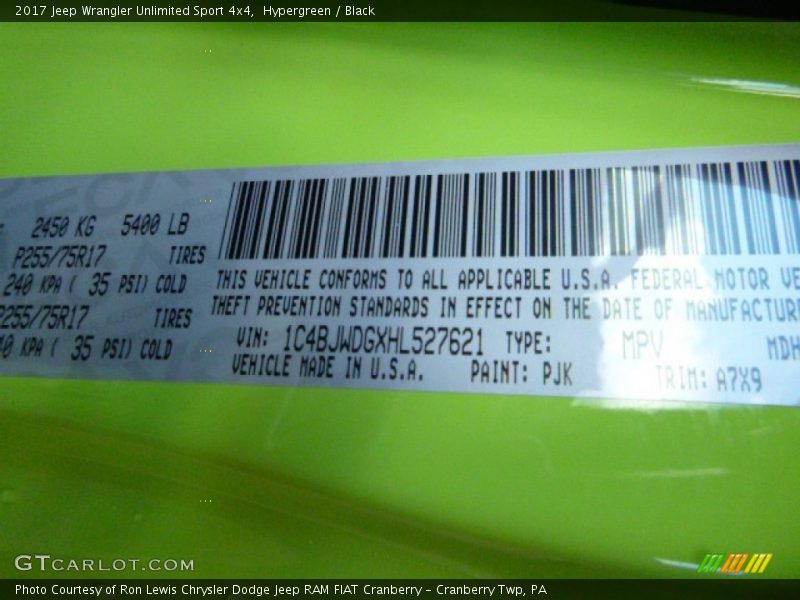 2017 Jeep Wrangler Unlimited Sport 4x4, Hypergreen / Black
2450 KG 5400 LB
P255/75R17 TIRES
240 KPA ( 35 PSI) COLD
P255/75R17 TIRES
40 KPA ( 35 PSI) COLD
THIS VEHICLE CONFORMS TO ALL APPLICABLE U.S.A. FEDERAL MOTOR VE
THEFT PREVENTION STANDARDS IN EFFECT ON THE DATE OF MANUFACTUR
VIN: 1C4BJWDGXHL527621 TYPE: MPV MDH
VEHICLE MADE IN U.S.A. PAINT: PJK TRIM: A7X9
GTCARLOT.COM
Photo Courtesy of Ron Lewis Chrysler Dodge Jeep RAM FIAT Cranberry – Cranberry Twp, PA